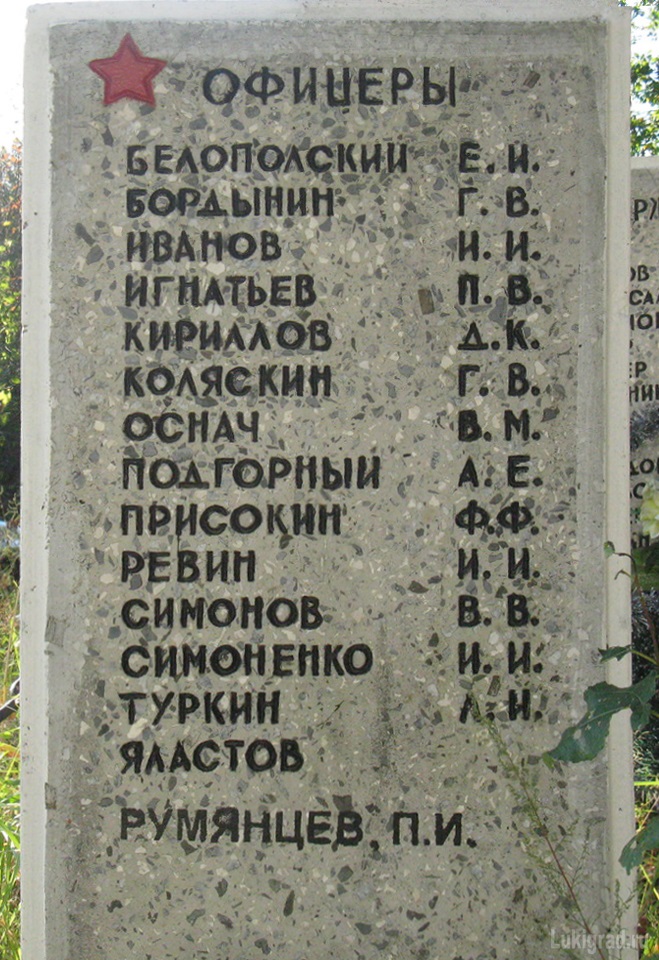 ОФИЦЕРЫ
БЕЛОПОЛСКИЙ Е. И.
БОРДЫНИН Г. В.
ИВАНОВ И. И.
ИГНАТЬЕВ П. В.
КИРИЛЛОВ Д. К.
КОЛЯСКИН Г. В.
ОСНАЧ В. М.
ПОДГОРНЫЙ А. Е.
ПРИСОКИН Ф. Ф.
РЕВИН И. И.
СИМОНОВ В. В.
СИМОНЕНКО И. И.
ТУРКИН
ЯЛАСТОВ
РУМЯНЦЕВ, П.И.
Lukigrad.ru